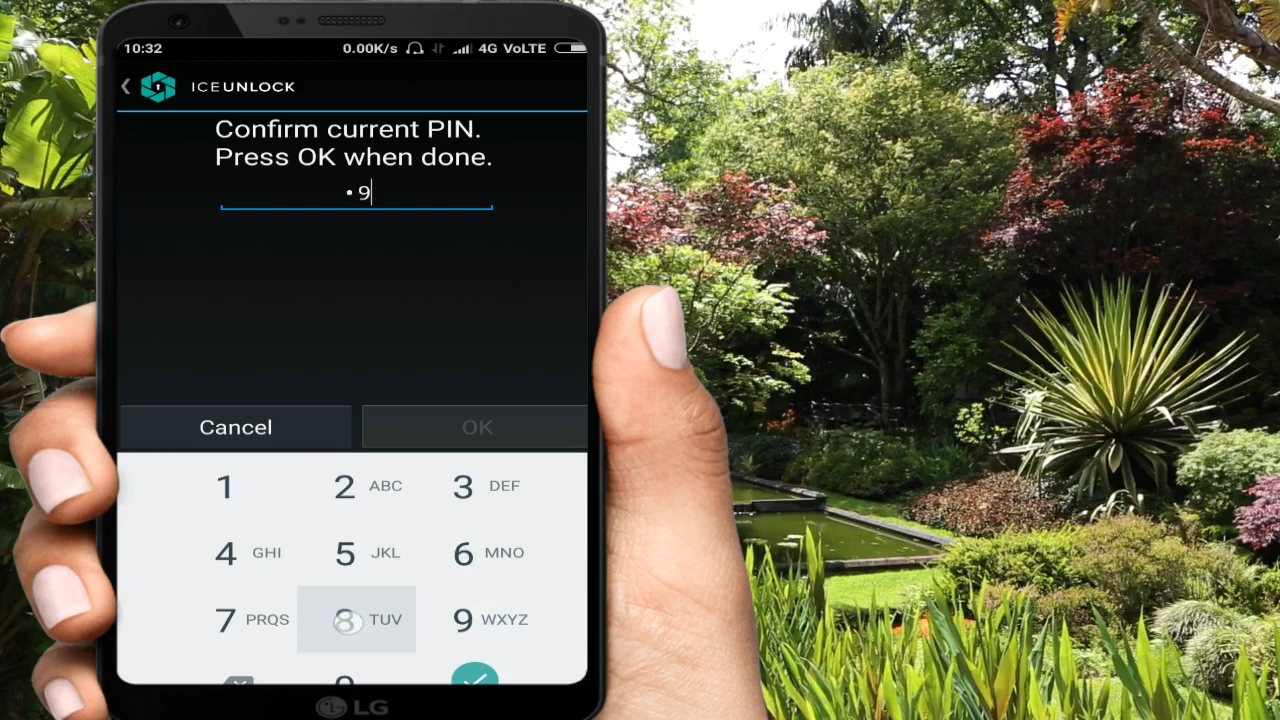 10:32 0.00K/s 4G VoLTE
ICEUNLOCK
Confirm current PIN.
Press OK when done.
• 9
Cancel OK
1 2 ABC 3 DEF
4 GHI 5 JKL 6 MNO
7 PRQS 8 TUV 9 WXYZ
LG